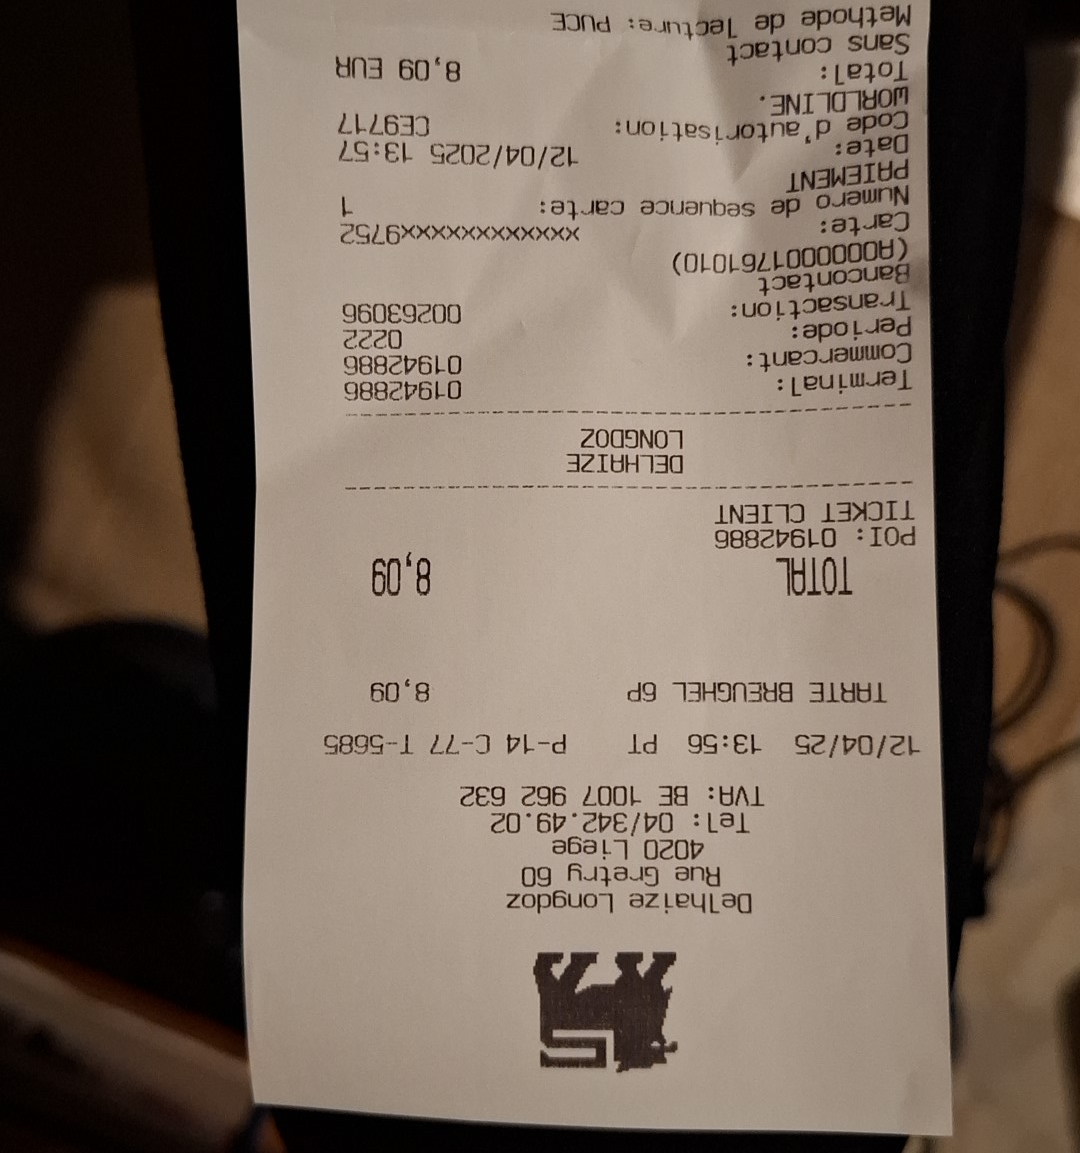 Delhaize Longdoz
Rue Gretry 60
4020 Liege
Tel: 04/342.49.02
TVA: BE 1007 962 632
12/04/25 13:56 PT P-14 C-77 T-5685
TARTE BREUGHEL 6P 8,09
TOTAL 8,09
POI: 01942886
TICKET CLIENT
DELHAIZE
LONGDOZ
Terminal: 01942886
Commercant: 01942886
Periode: 0222
Transaction: 00263096
Bancontact
(A0000001761010)
Carte: xxxxxxxxxxxxx9752
Numero de sequence carte: 1
PAIEMENT
Date: 12/04/2025 13:57
Code d'autorisation: CE9717
WORLDLINE.
Total: 8,09 EUR
Sans contact
Methode de lecture: PUCE